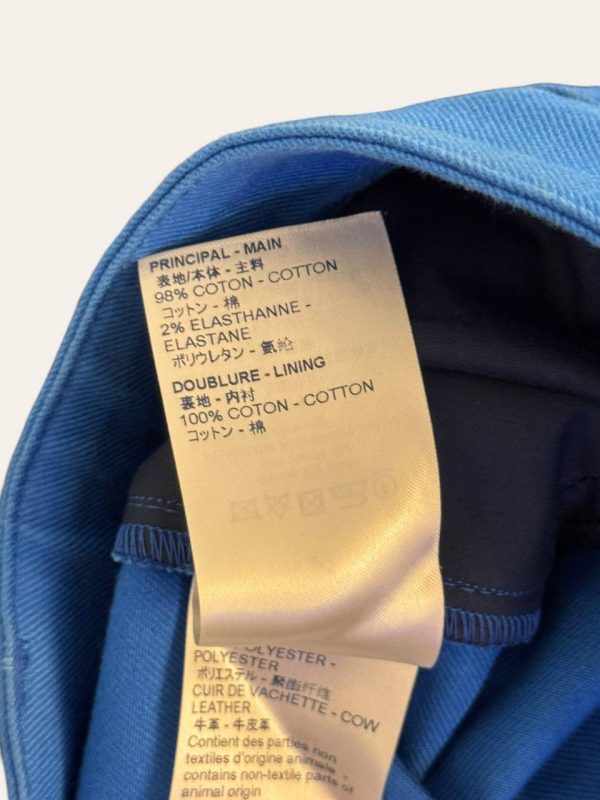 PRINCIPAL - MAIN
表地/本体 - 主料
98% COTON - COTTON
コットン - 棉
2% ELASTHANNE -
ELASTANE
ポリウレタン - 氨纶
DOUBLURE - LINING
裏地 - 内衬
100% COTON - COTTON
コットン - 棉
POLYESTER -
POLYESTER
ポリエステル - 聚酯纤维
CUIR DE VACHETTE - COW
LEATHER
牛革 - 牛皮革
Contient des parties non
textiles d'origine animale. -
contains non-textile parts of
animal origin